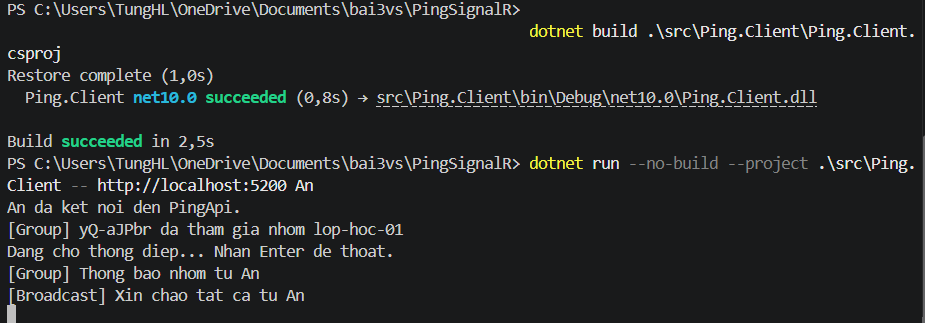 PS C:\Users\TungHL\OneDrive\Documents\bai3vs\PingSignalR>
dotnet build .\src\Ping.Client\Ping.Client.
csproj
Restore complete (1,0s)
Ping.Client net10.0 succeeded (0,8s) → src\Ping.Client\bin\Debug\net10.0\Ping.Client.dll
Build succeeded in 2,5s
PS C:\Users\TungHL\OneDrive\Documents\bai3vs\PingSignalR> dotnet run --no-build --project .\src\Ping.
Client -- http://localhost:5200 An
An da ket noi den PingApi.
[Group] yQ-aJPbr da tham gia nhom lop-hoc-01
Dang cho thong diep... Nhan Enter de thoat.
[Group] Thong bao nhom tu An
[Broadcast] Xin chao tat ca tu An